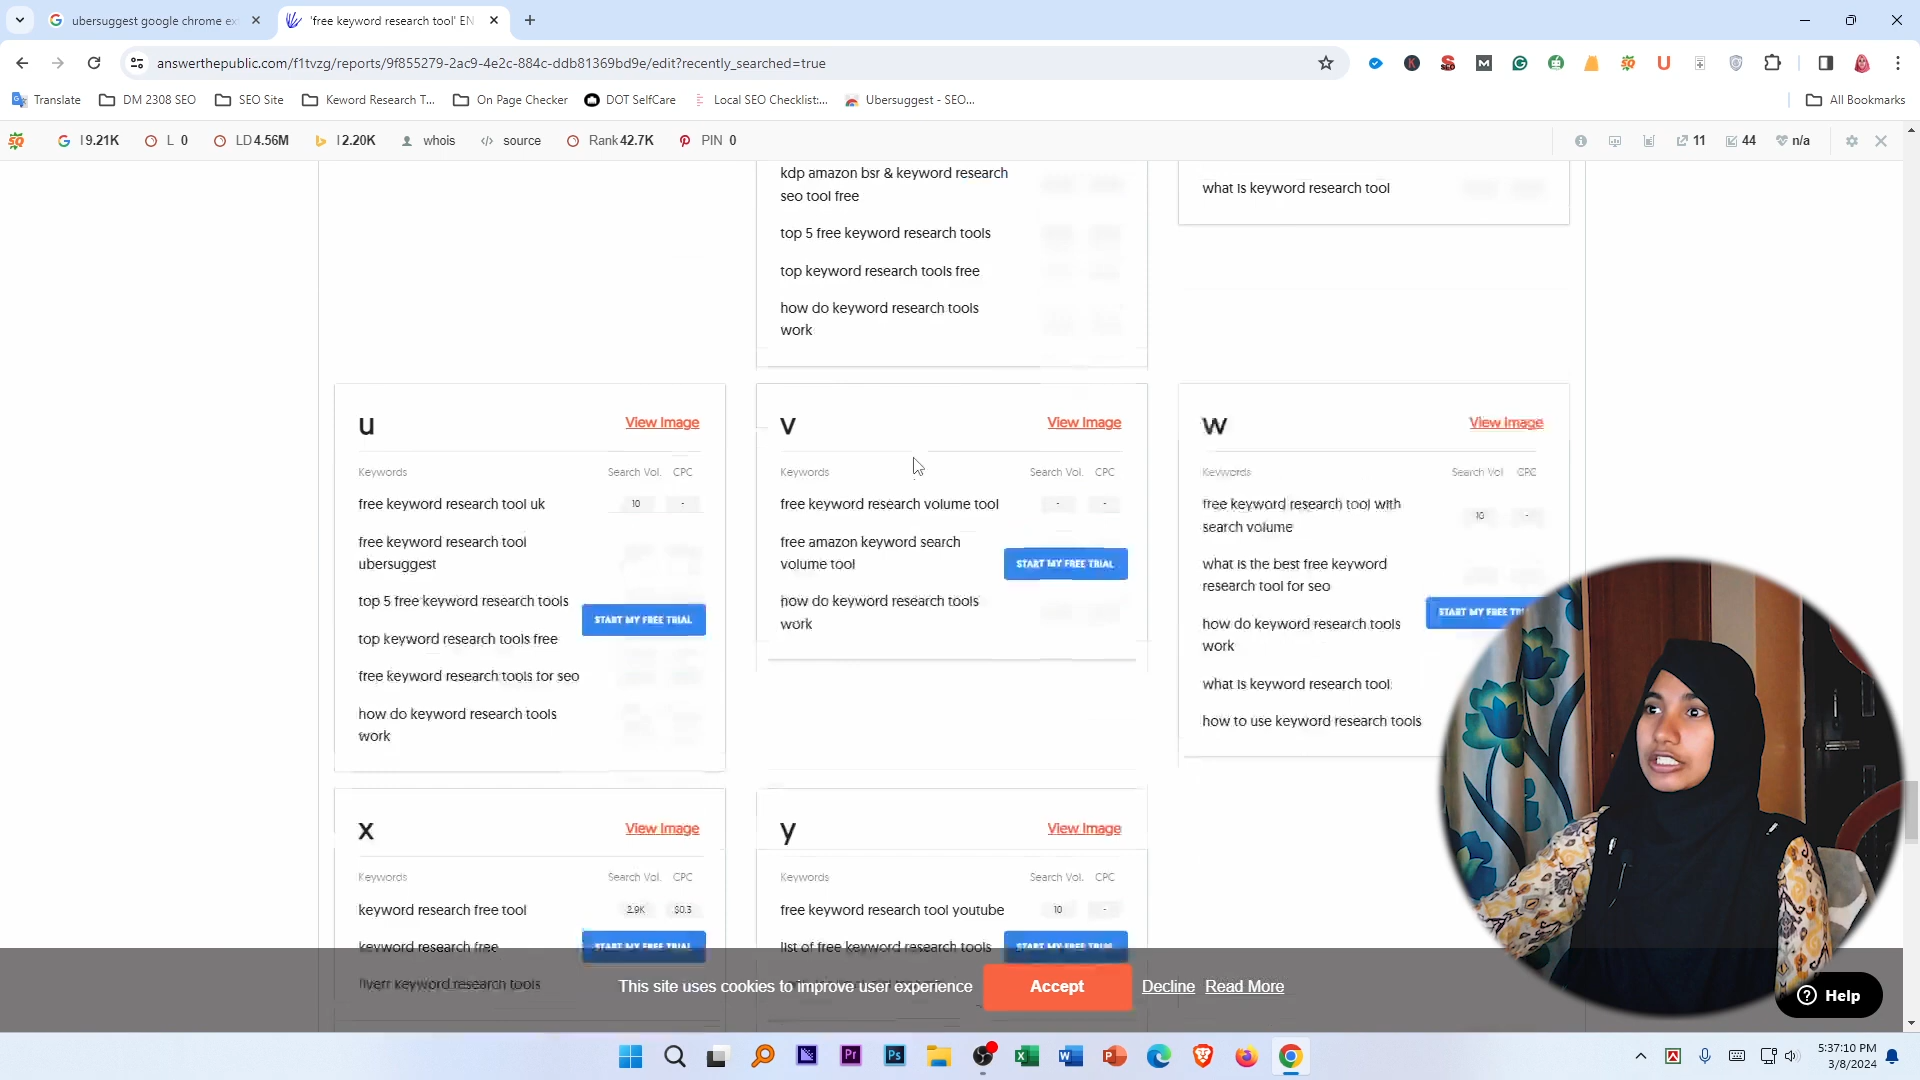 ubersuggest google chrome ex
'free keyword research tool' EN
answerthepublic.com/f1tvzg/reports/9f855279-2ac9-4e2c-884c-ddb81369bd9e/edit?recently_searched=true
Translate
DM 2308 SEO
SEO Site
Keword Research T...
On Page Checker
DOT SelfCare
Local SEO Checklist:...
Ubersuggest - SEO...
All Bookmarks
I 9.21K
L 0
LD 4.56M
I 2.20K
whois
source
Rank 42.7K
PIN 0
11
44
n/a
kdp amazon bsr & keyword research
seo tool free
top 5 free keyword research tools
top keyword research tools free
how do keyword research tools
work
what is keyword research tool
u
View Image
Keywords
Search Vol. CPC
free keyword research tool uk
10 -
free keyword research tool
ubersuggest
top 5 free keyword research tools
START MY FREE TRIAL
top keyword research tools free
free keyword research tools for seo
how do keyword research tools
work
v
View Image
Keywords
Search Vol. CPC
free keyword research volume tool
- -
free amazon keyword search
volume tool
START MY FREE TRIAL
how do keyword research tools
work
w
View Image
Keywords
Search Vol CPC
free keyword research tool with
search volume
10 -
what is the best free keyword
research tool for seo
START MY FREE
how do keyword research tools
work
what is keyword research tool
how to use keyword research tools
x
View Image
Keywords
Search Vol. CPC
keyword research free tool
2.9K $0.3
keyword research free
START MY FREE TRIAL
fiverr keyword research tools
y
View Image
Keywords
Search Vol. CPC
free keyword research tool youtube
10 -
list of free keyword research tools
START MY FREE TRIAL
This site uses cookies to improve user experience
Accept
Decline
Read More
Help
5:37:10 PM
3/8/2024